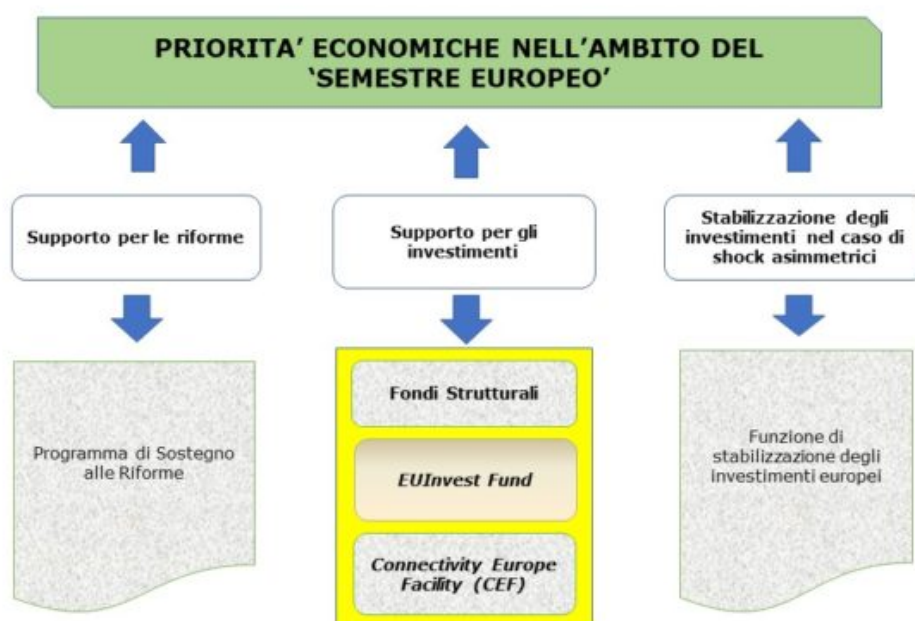 PRIORITA’ ECONOMICHE NELL’AMBITO DEL
‘SEMESTRE EUROPEO’
Supporto per le riforme
Supporto per gli
investimenti
Stabilizzazione degli
investimenti nel caso di
shock asimmetrici
Programma di Sostegno
alle Riforme
Fondi Strutturali
EUInvest Fund
Connectivity Europe
Facility (CEF)
Funzione di
stabilizzazione degli
investimenti europei